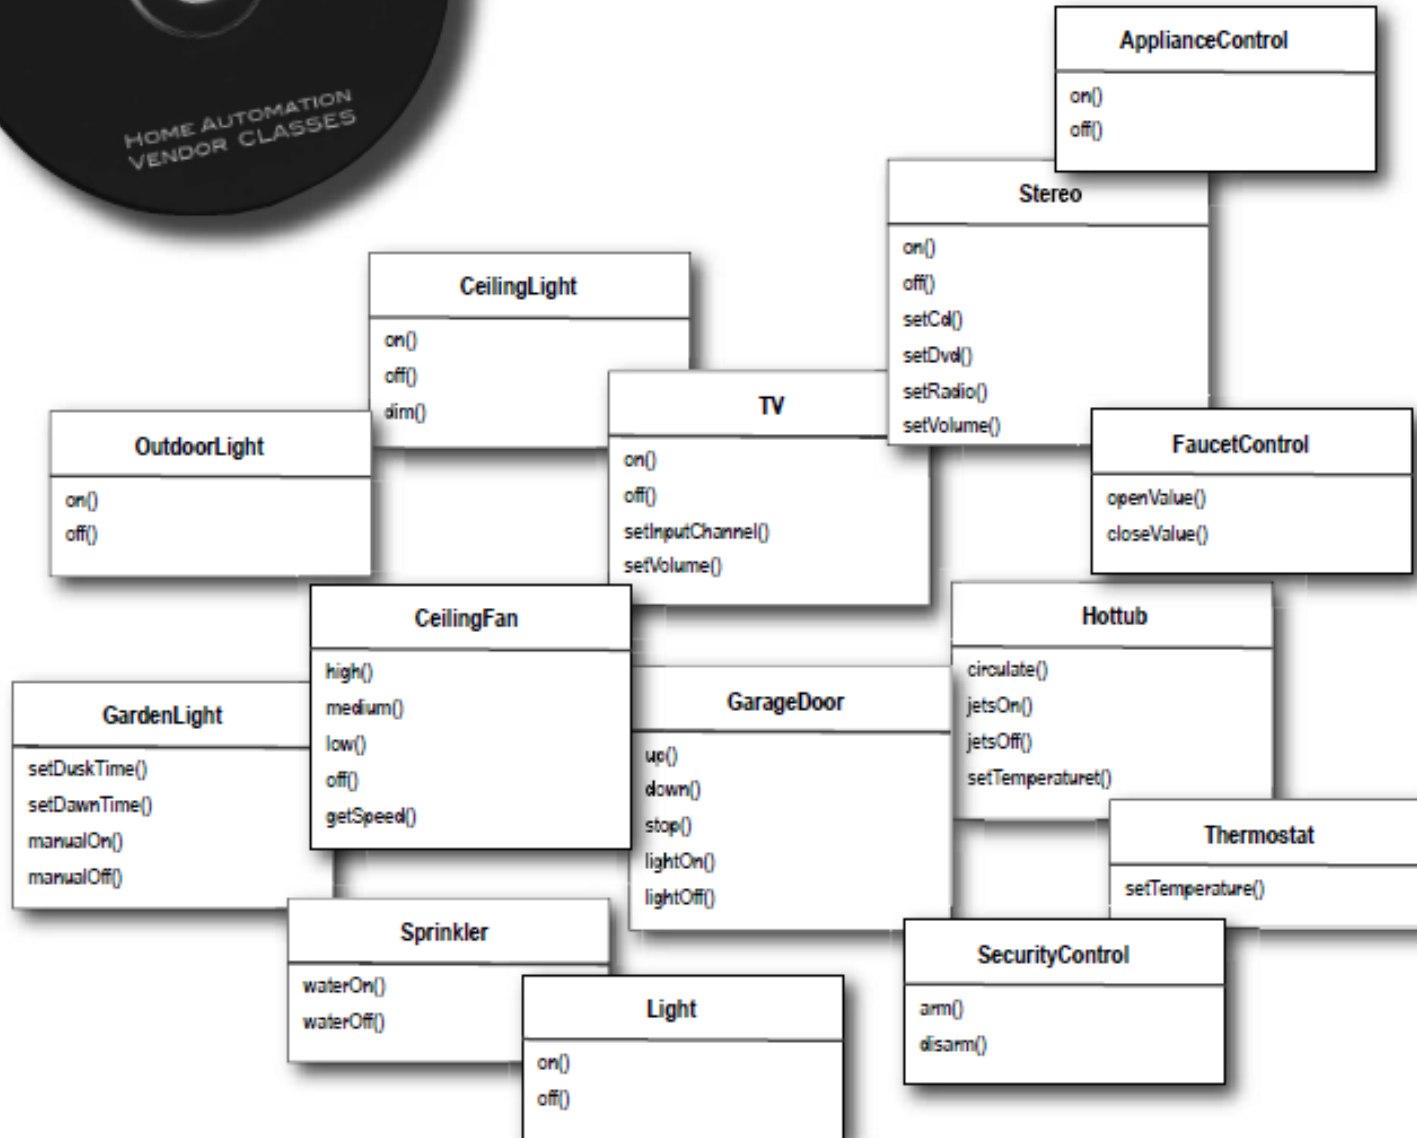 HOME AUTOMATION
VENDOR CLASSES
ApplianceControl
on()
off()
Stereo
on()
off()
setCd()
setDvd()
setRadio()
setVolume()
CeilingLight
on()
off()
dim()
TV
on()
off()
setInputChannel()
setVolume()
OutdoorLight
on()
off()
FaucetControl
openValue()
closeValue()
CeilingFan
high()
medium()
low()
off()
getSpeed()
Hottub
circulate()
jetsOn()
jetsOff()
setTemperaturet()
GardenLight
setDuskTime()
setDawnTime()
manualOn()
manualOff()
GarageDoor
up()
down()
stop()
lightOn()
lightOff()
Thermostat
setTemperature()
Sprinkler
waterOn()
waterOff()
SecurityControl
arm()
disarm()
Light
on()
off()